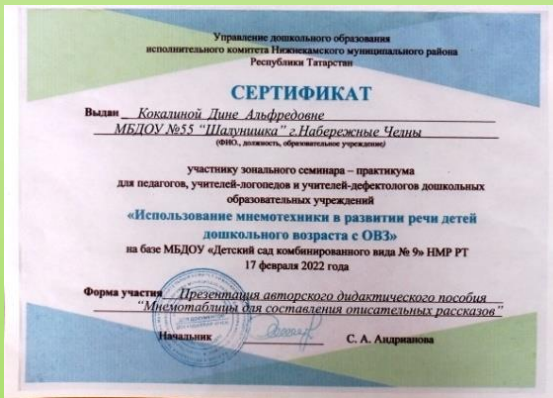 Управление дошкольного образования
исполнительного комитета Нижнекамского муниципального района
Республики Татарстан
СЕРТИФИКАТ
Выдан Кокалиной Дине Альфредовне
МБДОУ №55 “Шалунишка” г.Набережные Челны
(ФИО., должность, образовательное учреждение)
участнику зонального семинара – практикума
для педагогов, учителей-логопедов и учителей-дефектологов дошкольных
образовательных учреждений
«Использование мнемотехники в развитии речи детей
дошкольного возраста с ОВЗ»
на базе МБДОУ «Детский сад комбинированного вида № 9» НМР РТ
17 февраля 2022 года
Форма участия Презентация авторского дидактического пособия
“Мнемотаблицы для составления описательных рассказов”
Начальник С. А. Андрианова